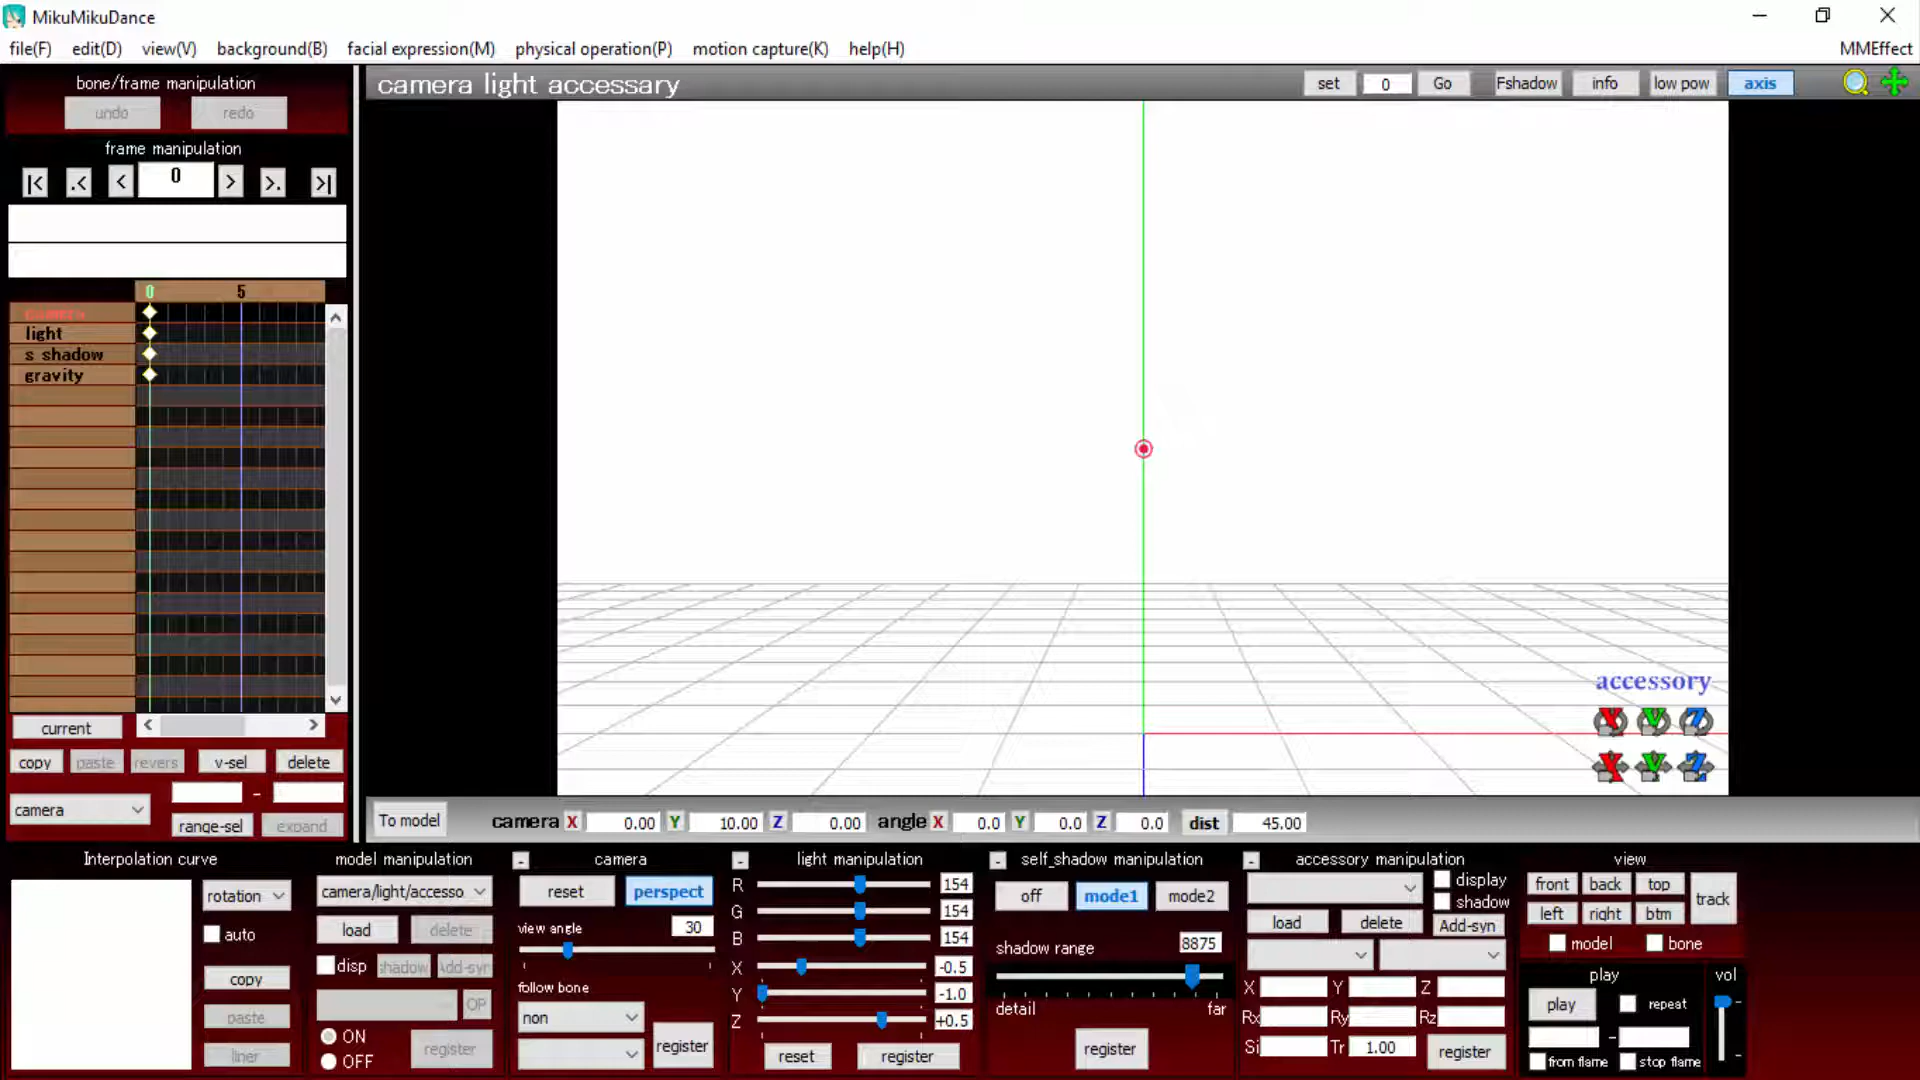 MikuMikuDance
file(F) edit(D) view(V) background(B) facial expression(M) physical operation(P) motion capture(K) help(H) MMEffect
bone/frame manipulation
undo redo
frame manipulation
|< .< < 0 > >. >|
camera light accessary set 0 Go Fshadow info low pow axis
0 5
camera
light
s shadow
gravity
current < >
copy paste revers v-sel delete
camera -
range-sel expand
accessory
X Y Z
X Y Z
To model camera X 0.00 Y 10.00 Z 0.00 angle X 0.0 Y 0.0 Z 0.0 dist 45.00
Interpolation curve
rotation
auto
copy
paste
liner
model manipulation
camera/light/accesso
load delete
disp shadow Add-syn
OP
ON
OFF
register
- camera
reset perspect
view angle 30
follow bone
non
register
- light manipulation
R 154
G 154
B 154
X -0.5
Y -1.0
Z +0.5
reset register
- self_shadow manipulation
off mode1 mode2
shadow range 8875
detail far
register
- accessory manipulation
display
shadow
load delete Add-syn
X Y Z
Rx Ry Rz
Si Tr 1.00 register
view
front back top
left right btm
track
model bone
play
play repeat
-
from flame stop flame
vol